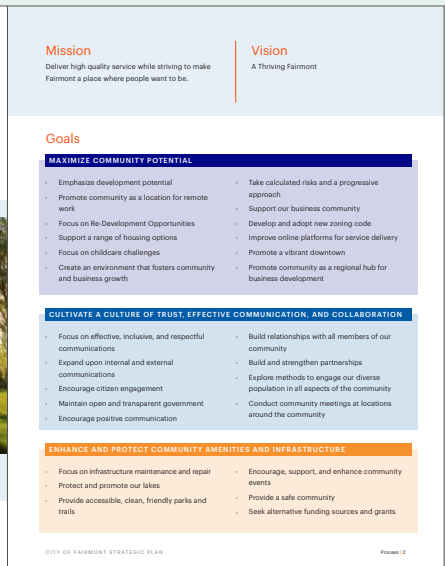 Mission
Deliver high quality service while striving to make
Fairmont a place where people want to be.
Vision
A Thriving Fairmont
Goals
MAXIMIZE COMMUNITY POTENTIAL
· Emphasize development potential
· Promote community as a location for remote
work
· Focus on Re-Development Opportunities
· Support a range of housing options
· Focus on childcare challenges
· Create an environment that fosters community
and business growth
· Take calculated risks and a progressive
approach
· Support our business community
· Develop and adopt new zoning code
· Improve online platforms for service delivery
· Promote a vibrant downtown
· Promote community as a regional hub for
business development
CULTIVATE A CULTURE OF TRUST, EFFECTIVE COMMUNICATION, AND COLLABORATION
· Focus on effective, inclusive, and respectful
communications
· Expand upon internal and external
communications
· Encourage citizen engagement
· Maintain open and transparent government
· Encourage positive communication
· Build relationships with all members of our
community
· Build and strengthen partnerships
· Explore methods to engage our diverse
population in all aspects of the community
· Conduct community meetings at locations
around the community
ENHANCE AND PROTECT COMMUNITY AMENITIES AND INFRASTRUCTURE
· Focus on infrastructure maintenance and repair
· Protect and promote our lakes
· Provide accessible, clean, friendly parks and
trails
· Encourage, support, and enhance community
events
· Provide a safe community
· Seek alternative funding sources and grants
CITY OF FAIRMONT STRATEGIC PLAN
Process | 2